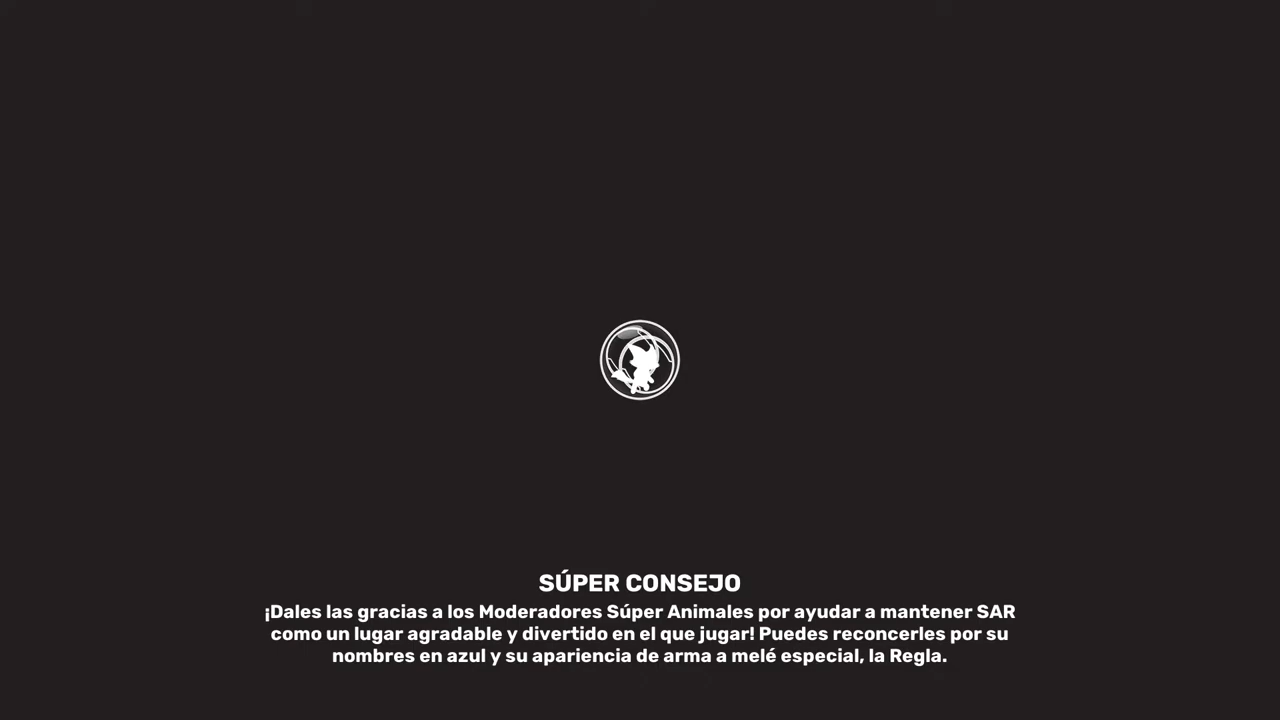 SÚPER CONSEJO
¡Dales las gracias a los Moderadores Súper Animales por ayudar a mantener SAR
como un lugar agradable y divertido en el que jugar! Puedes reconcerles por su
nombres en azul y su apariencia de arma a melé especial, la Regla.